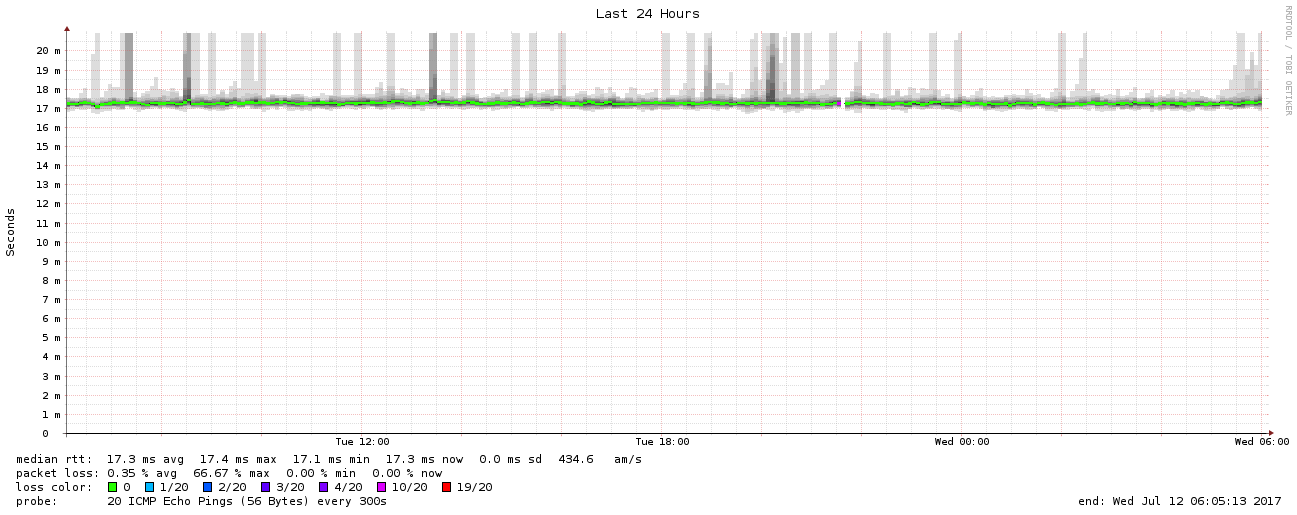 Last 24 Hours
RRDTOOL / TOBI OETIKER
Seconds
20 m
19 m
18 m
17 m
16 m
15 m
14 m
13 m
12 m
11 m
10 m
9 m
8 m
7 m
6 m
5 m
4 m
3 m
2 m
1 m
0
Tue 12:00 Tue 18:00 Wed 00:00 Wed 06:00
median rtt: 17.3 ms avg 17.4 ms max 17.1 ms min 17.3 ms now 0.0 ms sd 434.6 am/s
packet loss: 0.35 % avg 66.67 % max 0.00 % min 0.00 % now
loss color: 0 1/20 2/20 3/20 4/20 10/20 19/20
probe: 20 ICMP Echo Pings (56 Bytes) every 300s end: Wed Jul 12 06:05:13 2017